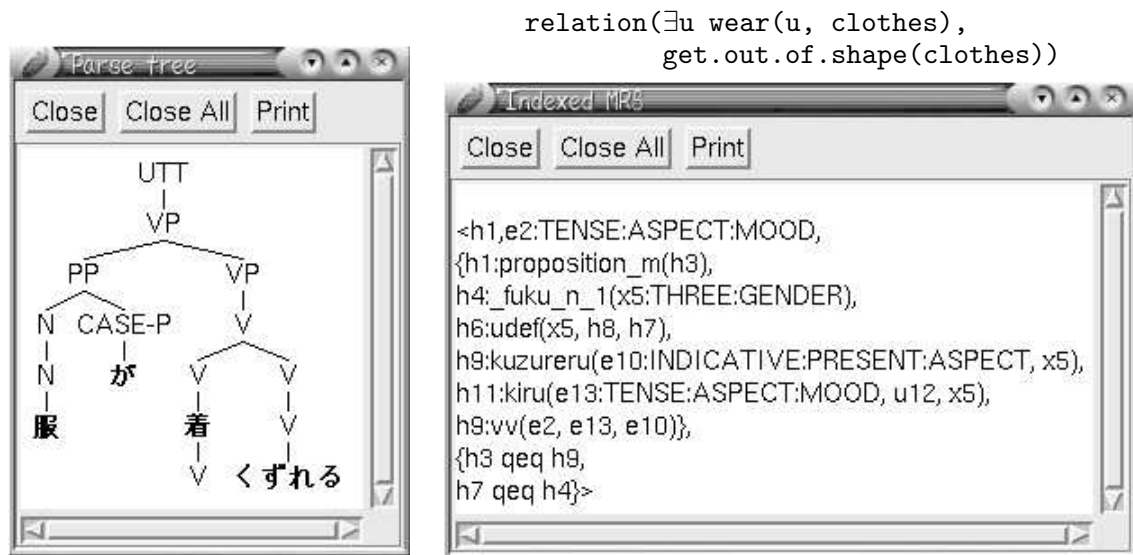 relation(∃u wear(u, clothes),
get.out.of.shape(clothes))
Parse tree
Close Close All Print
UTT
VP
PP VP
N CASE-P V
N が V V
服 着 V
V くずれる
Indexed MRS
Close Close All Print
<h1,e2:TENSE:ASPECT:MOOD,
{h1:proposition_m(h3),
h4:_fuku_n_1(x5:THREE:GENDER),
h6:udef(x5, h8, h7),
h9:kuzureru(e10:INDICATIVE:PRESENT:ASPECT, x5),
h11:kiru(e13:TENSE:ASPECT:MOOD, u12, x5),
h9:vv(e2, e13, e10)},
{h3 qeq h9,
h7 qeq h4}>